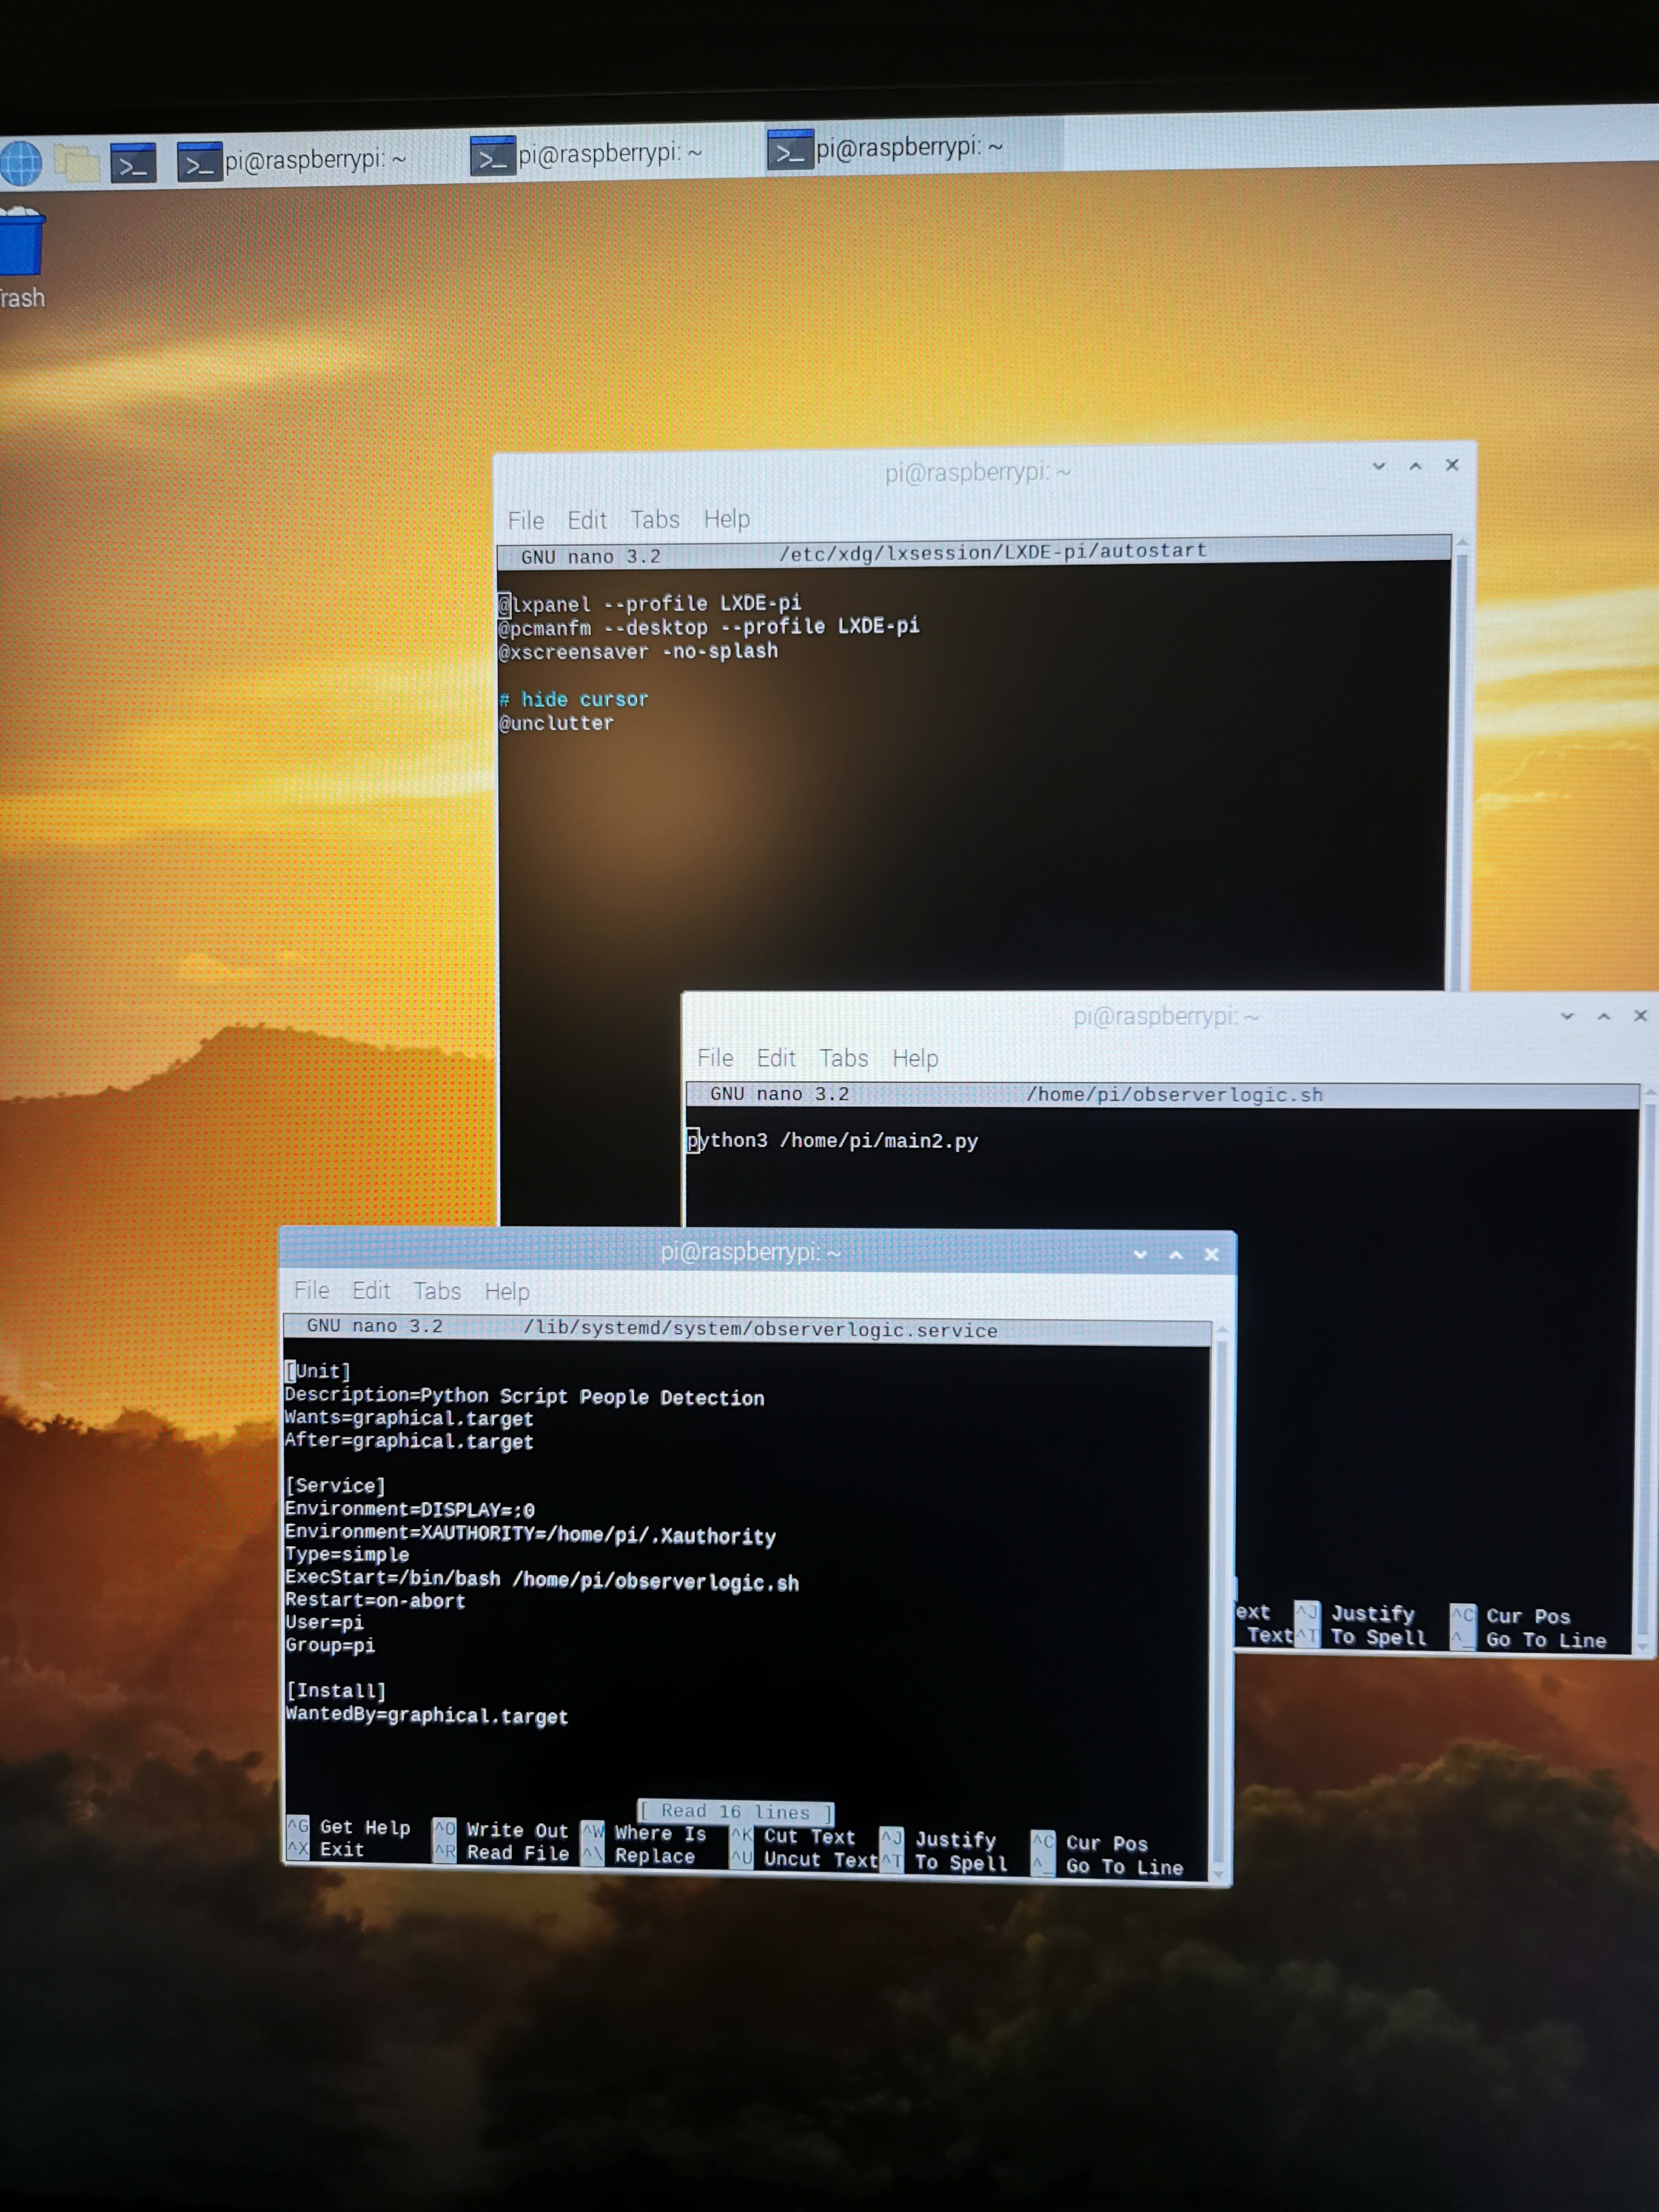 pi@raspberrypi: ~ pi@raspberrypi: ~ pi@raspberrypi: ~
pi@raspberrypi: ~
File Edit Tabs Help
GNU nano 3.2 /etc/xdg/lxsession/LXDE-pi/autostart
@lxpanel --profile LXDE-pi
@pcmanfm --desktop --profile LXDE-pi
@xscreensaver -no-splash
# hide cursor
@unclutter
pi@raspberrypi: ~
File Edit Tabs Help
GNU nano 3.2 /home/pi/observerlogic.sh
python3 /home/pi/main2.py
^J Justify ^C Cur Pos
Text ^T To Spell ^_ Go To Line
pi@raspberrypi: ~
File Edit Tabs Help
GNU nano 3.2 /lib/systemd/system/observerlogic.service
[Unit]
Description=Python Script People Detection
Wants=graphical.target
After=graphical.target
[Service]
Environment=DISPLAY=:0
Environment=XAUTHORITY=/home/pi/.Xauthority
Type=simple
ExecStart=/bin/bash /home/pi/observerlogic.sh
Restart=on-abort
User=pi
Group=pi
[Install]
WantedBy=graphical.target
[ Read 16 lines ]
^G Get Help ^O Write Out ^W Where Is ^K Cut Text ^J Justify ^C Cur Pos
^X Exit ^R Read File ^\ Replace ^U Uncut Text ^T To Spell ^_ Go To Line